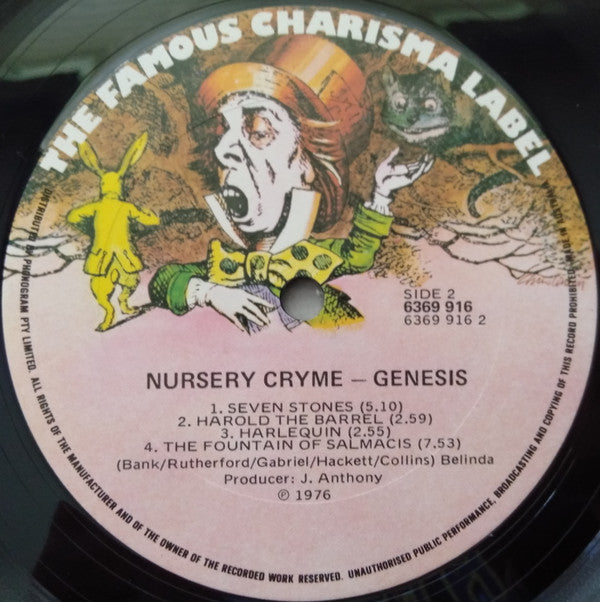 THE FAMOUS CHARISMA LABEL
SIDE 2
6369 916
6369 916 2
NURSERY CRYME – GENESIS
1. SEVEN STONES (5.10)
2. HAROLD THE BARREL (2.59)
3. HARLEQUIN (2.55)
4. THE FOUNTAIN OF SALMACIS (7.53)
(Bank/Rutherford/Gabriel/Hackett/Collins) Belinda
Producer: J. Anthony
℗ 1976
DISTRIBUTED BY PHONOGRAM PTY LIMITED. ALL RIGHTS OF THE MANUFACTURER AND OF THE OWNER OF THE RECORDED WORK RESERVED. UNAUTHORISED PUBLIC PERFORMANCE, BROADCASTING AND COPYING OF THIS RECORD PROHIBITED